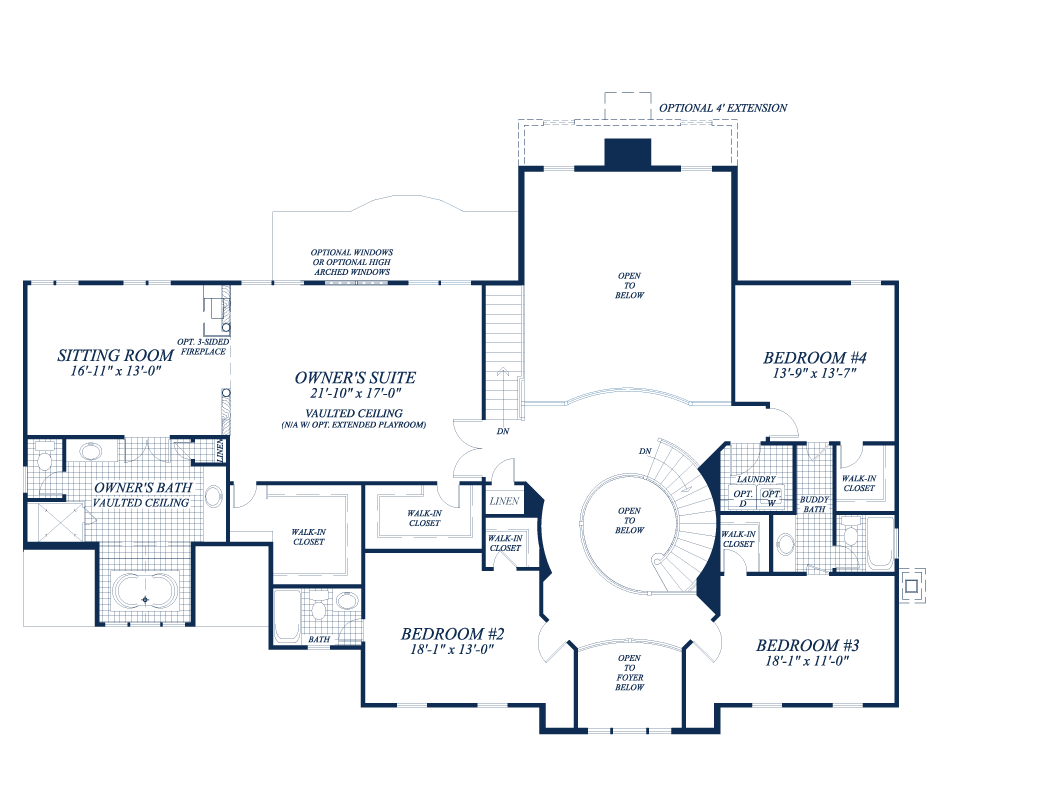 OPTIONAL 4' EXTENSION
OPTIONAL WINDOWS
OR OPTIONAL HIGH
ARCHED WINDOWS
OPEN
TO
BELOW
OPT. 3-SIDED
FIREPLACE
SITTING ROOM
16'-11" x 13'-0"
OWNER'S SUITE
21'-10" x 17'-0"
VAULTED CEILING
(N/A W/ OPT. EXTENDED PLAYROOM)
BEDROOM #4
13'-9" x 13'-7"
DN
DN
LINEN
OWNER'S BATH
VAULTED CEILING
LINEN
LAUNDRY
OPT.
D
OPT.
W
BUDDY
BATH
WALK-IN
CLOSET
WALK-IN
CLOSET
WALK-IN
CLOSET
WALK-IN
CLOSET
OPEN
TO
BELOW
WALK-IN
CLOSET
BATH
BEDROOM #2
18'-1" x 13'-0"
OPEN
TO
FOYER
BELOW
BEDROOM #3
18'-1" x 11'-0"